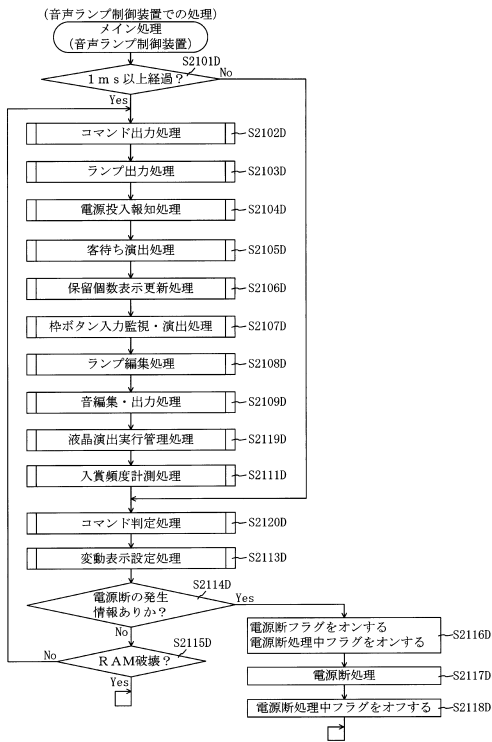 (音声ランプ制御装置での処理)
メイン処理
(音声ランプ制御装置)
S2101D
1ms以上経過？
No
Yes
コマンド出力処理
S2102D
ランプ出力処理
S2103D
電源投入報知処理
S2104D
客待ち演出処理
S2105D
保留個数表示更新処理
S2106D
枠ボタン入力監視・演出処理
S2107D
ランプ編集処理
S2108D
音編集・出力処理
S2109D
液晶演出実行管理処理
S2119D
入賞頻度計測処理
S2111D
コマンド判定処理
S2120D
変動表示設定処理
S2113D
S2114D
電源断の発生
情報ありか？
Yes
No
電源断フラグをオンする
電源断処理中フラグをオンする
S2116D
S2115D
No
RAM破壊？
電源断処理
S2117D
Yes
電源断処理中フラグをオフする
S2118D